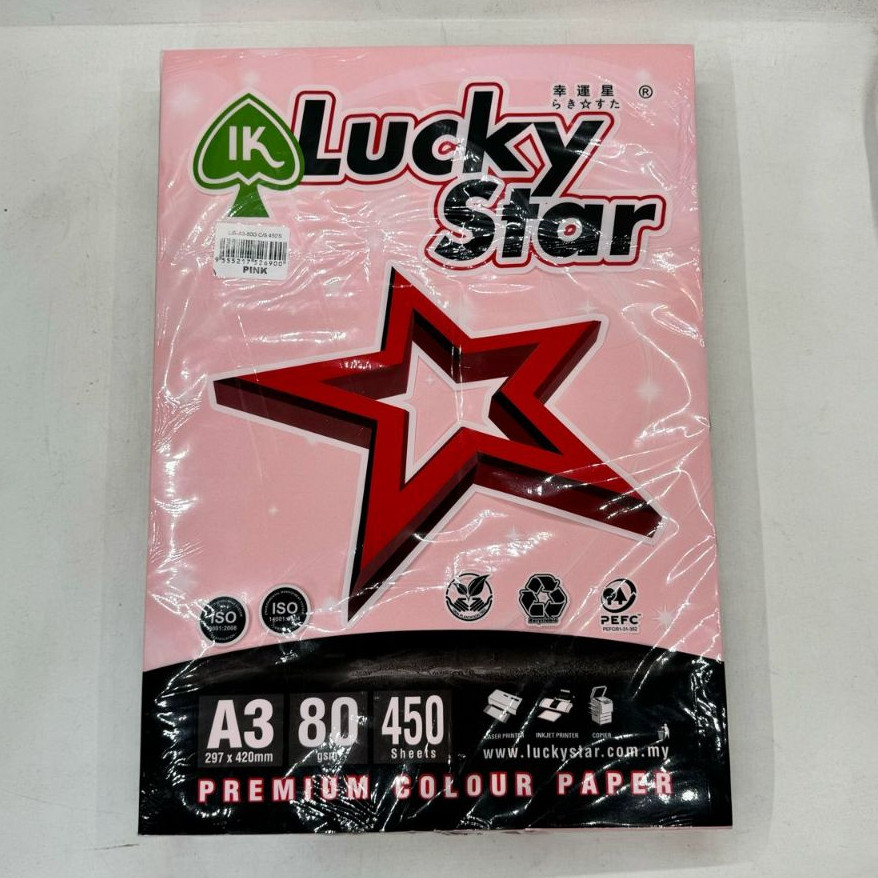 幸運星 ®
らき☆すた
IK
Lucky
Star
PINK
ISO
ISO
Recyclable
PEFC
A3
297 x 420mm
80
gsm
450
Sheets
LASER PRINTER
INKJET PRINTER
COPIER
www.luckystar.com.my
PREMIUM COLOUR PAPER